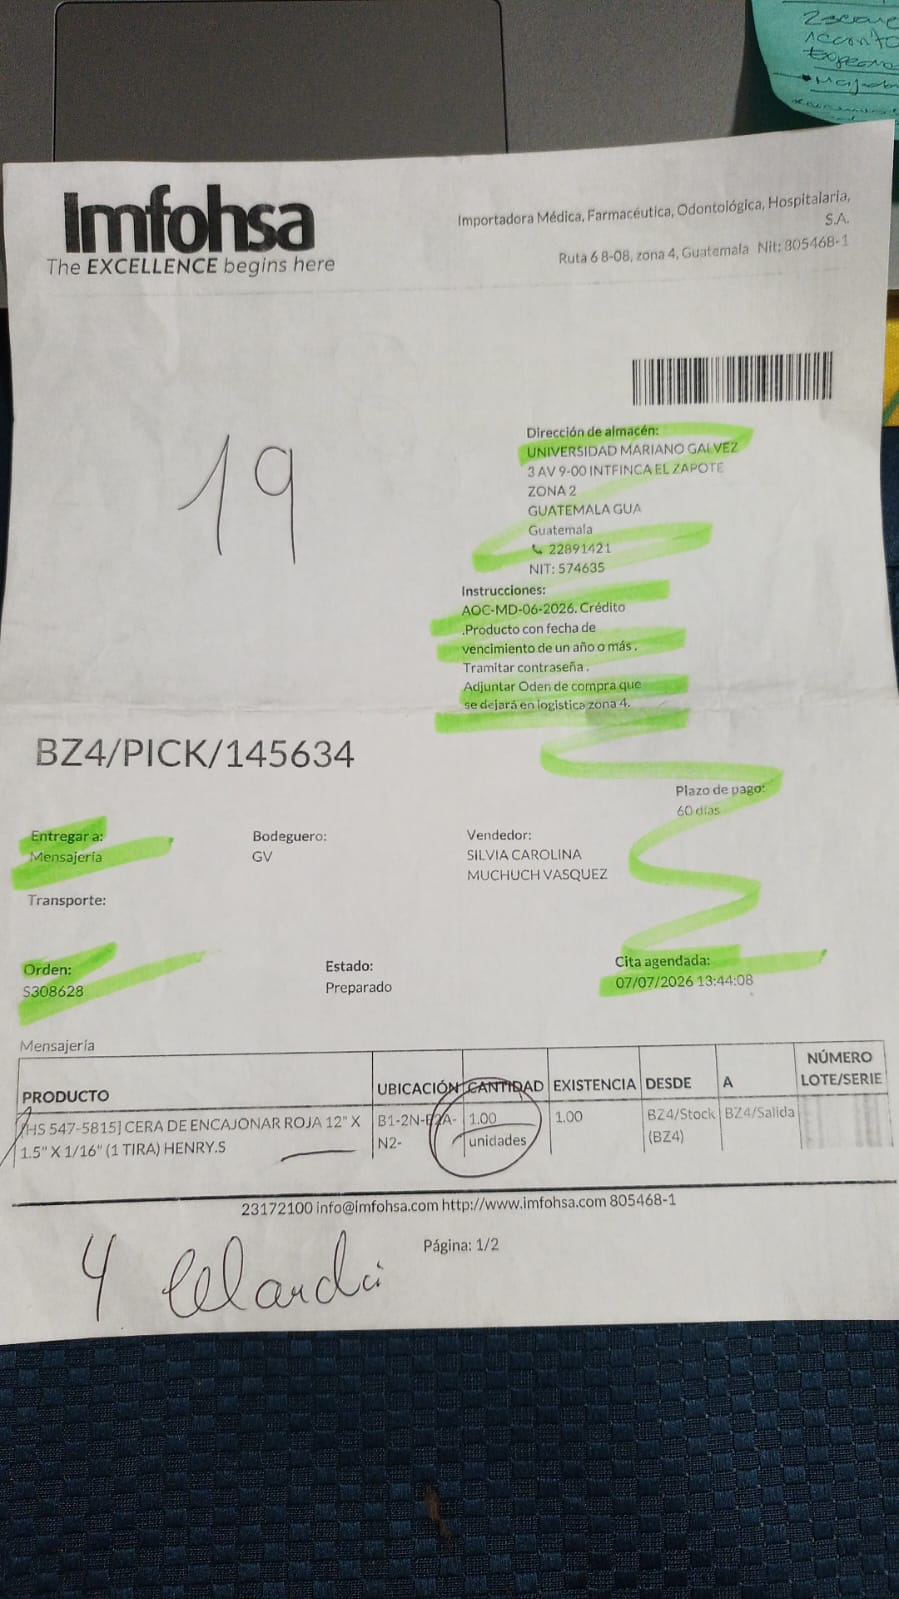 Imfohsa
The EXCELLENCE begins here
Importadora Médica, Farmacéutica, Odontológica, Hospitalaria,
S.A.
Ruta 6 8-08, zona 4, Guatemala Nit: 805468-1
19
Dirección de almacén:
UNIVERSIDAD MARIANO GALVEZ
3 AV 9-00 INTFINCA EL ZAPOTE
ZONA 2
GUATEMALA GUA
Guatemala
22891421
NIT: 574635
Instrucciones:
AOC-MD-06-2026. Crédito
.Producto con fecha de
vencimiento de un año o más .
Tramitar contraseña .
Adjuntar Oden de compra que
se dejará en logistica zona 4.
BZ4/PICK/145634
Plazo de pago:
60 días
Entregar a:
Mensajería
Bodeguero:
GV
Vendedor:
SILVIA CAROLINA
MUCHUCH VASQUEZ
Transporte:
Orden:
S308628
Estado:
Preparado
Cita agendada:
07/07/2026 13:44:08
Mensajería
PRODUCTO UBICACIÓN CANTIDAD EXISTENCIA DESDE A NÚMERO LOTE/SERIE
[HS 547-5815] CERA DE ENCAJONAR ROJA 12" X B1-2N-E2A- 1.00 1.00 BZ4/Stock BZ4/Salida
1.5" X 1/16" (1 TIRA) HENRY.S N2- unidades (BZ4)
23172100 info@imfohsa.com http://www.imfohsa.com 805468-1
Página: 1/2
4